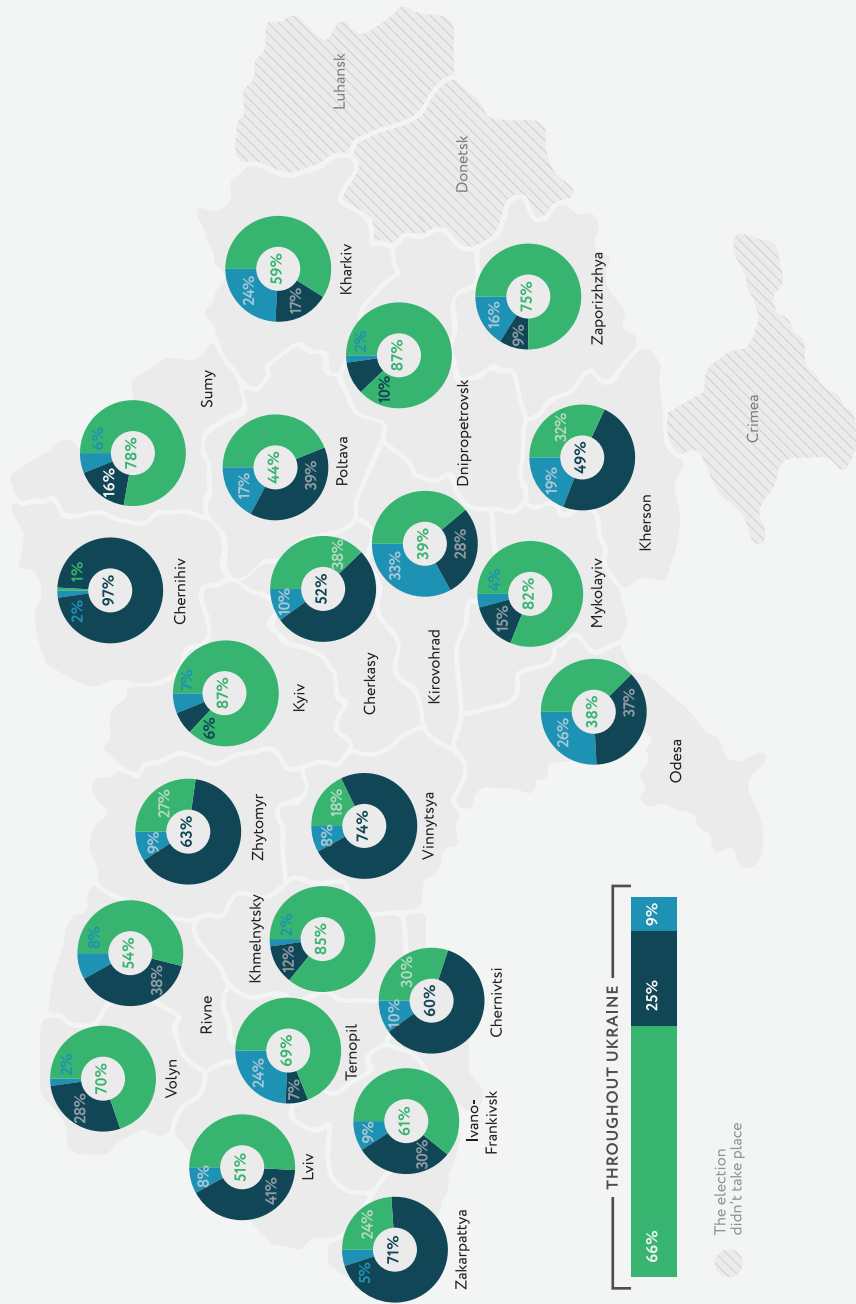 Volyn
2%
70%
28%
Rivne
8%
54%
38%
Zhytomyr
9%
27%
63%
Kyiv
7%
87%
6%
Chernihiv
2%
1%
97%
Sumy
6%
16%
78%
Lviv
8%
51%
41%
Ternopil
24%
69%
7%
Khmelnytsky
2%
12%
85%
Vinnytsya
8%
18%
74%
Cherkasy
10%
52%
38%
Poltava
17%
44%
39%
Kharkiv
24%
59%
17%
Luhansk
Zakarpattya
5%
24%
71%
Ivano-
Frankivsk
9%
61%
30%
Chernivtsi
10%
30%
60%
Kirovohrad
33%
39%
28%
Dnipropetrovsk
2%
10%
87%
Donetsk
Odesa
26%
38%
37%
Mykolayiv
4%
15%
82%
Kherson
19%
32%
49%
Zaporizhzhya
16%
9%
75%
Crimea
THROUGHOUT UKRAINE
66%
25%
9%
The election
didn't take place